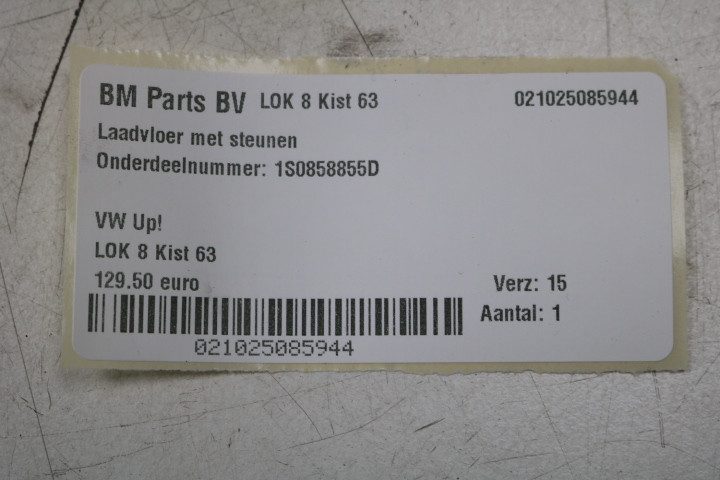 BM Parts BV LOK 8 Kist 63 021025085944
Laadvloer met steunen
Onderdeelnummer: 1S0858855D
VW Up!
LOK 8 Kist 63
129.50 euro Verz: 15
Aantal: 1
021025085944